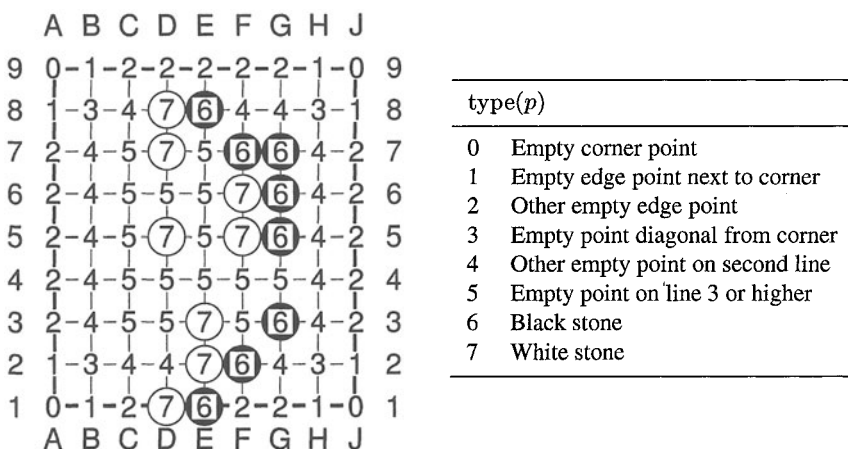 A B C D E F G H J
9 0-1-2-2-2-2-2-1-0 9
8 1-3-4-7 6-4-4-3-1 8
7 2-4-5-7-5-6 6-4-2 7
6 2-4-5-5-5-7 6-4-2 6
5 2-4-5-7-5-7 6-4-2 5
4 2-4-5-5-5-5-5-4-2 4
3 2-4-5-5-7-5-6-4-2 3
2 1-3-4-4-7 6-4-3-1 2
1 0-1-2-7 6-2-2-1-0 1
A B C D E F G H J
type(p)
0 Empty corner point
1 Empty edge point next to corner
2 Other empty edge point
3 Empty point diagonal from corner
4 Other empty point on second line
5 Empty point on line 3 or higher
6 Black stone
7 White stone